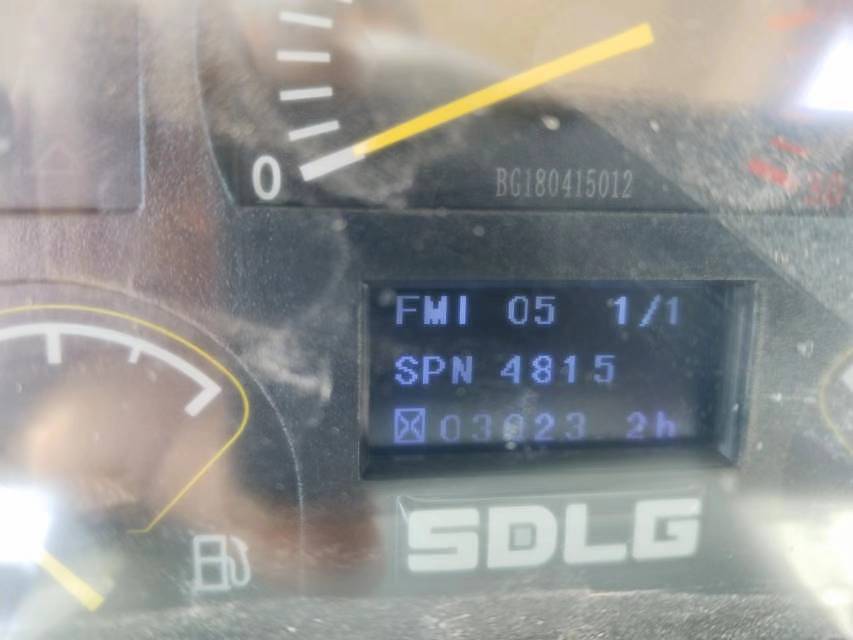 0
BG180415012
FMI 05 1/1
SPN 4815
03023 2h
SDLG